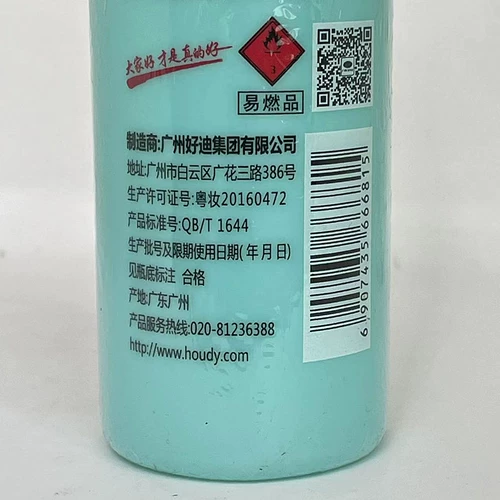 大家好 才是真的好
3
易燃品
制造商:广州好迪集团有限公司
地址:广州市白云区广花三路386号
生产许可证号:粤妆20160472
产品标准号:QB/T 1644
生产批号及限期使用日期(年月日)
见瓶底标注 合格
产地:广东广州
产品服务热线:020-81236388
http://www.houdy.com
6907435666815